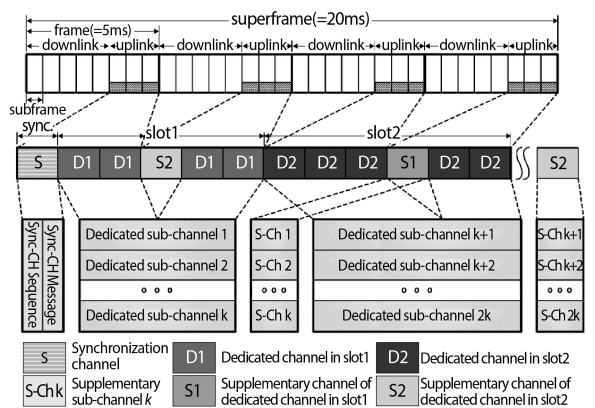 superframe(=20ms)
frame(=5ms)
downlink uplink downlink uplink downlink uplink downlink uplink
subframe
sync. slot1 slot2
S D1 D1 S2 D1 D1 D2 D2 D2 S1 D2 D2 S2
Sync-CH Sequence
Sync-CH Message
Dedicated sub-channel 1 S-Ch 1 Dedicated sub-channel k+1 S-Ch k+1
Dedicated sub-channel 2 S-Ch 2 Dedicated sub-channel k+2 S-Ch k+2
Dedicated sub-channel k S-Ch k Dedicated sub-channel 2k S-Ch 2k
S Synchronization channel
D1 Dedicated channel in slot1
D2 Dedicated channel in slot2
S-Ch k Supplementary sub-channel k
S1 Supplementary channel of dedicated channel in slot1
S2 Supplementary channel of dedicated channel in slot2